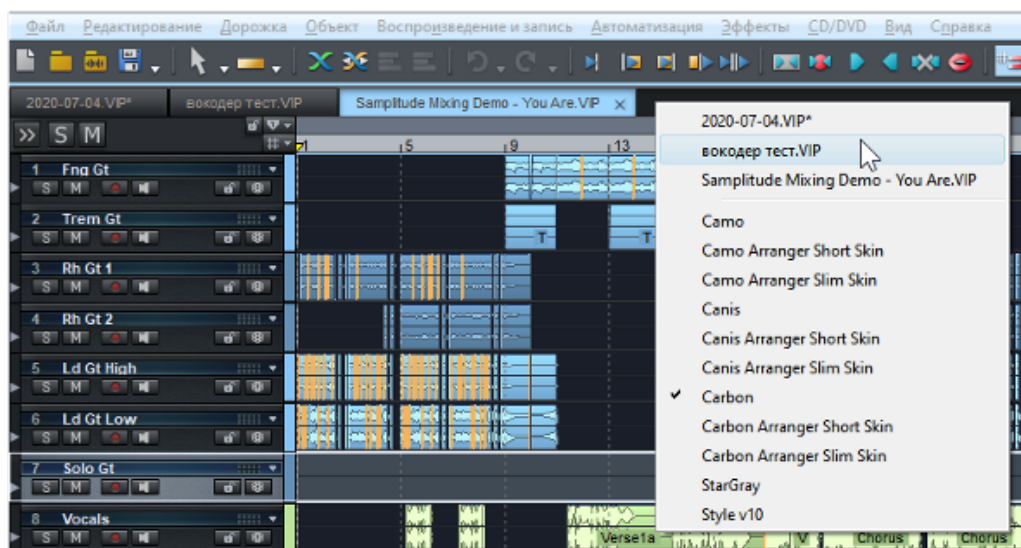 Файл Редактирование Дорожка Объект Воспроизведение и запись Автоматизация Эффекты CD/DVD Вид Справка
2020-07-04.VIP* вокодер тест.VIP Samplitude Mixing Demo - You Are.VIP
S M
1 5 9 13
1 Fng Gt
S M
2 Trem Gt
S M
T T
3 Rh Gt 1
S M
4 Rh Gt 2
S M
5 Ld Gt High
S M
6 Ld Gt Low
S M
7 Solo Gt
S M
8 Vocals
S M
Verse1a V Chorus Chorus
2020-07-04.VIP*
вокодер тест.VIP
Samplitude Mixing Demo - You Are.VIP
Camo
Camo Arranger Short Skin
Camo Arranger Slim Skin
Canis
Canis Arranger Short Skin
Canis Arranger Slim Skin
Carbon
Carbon Arranger Short Skin
Carbon Arranger Slim Skin
StarGray
Style v10